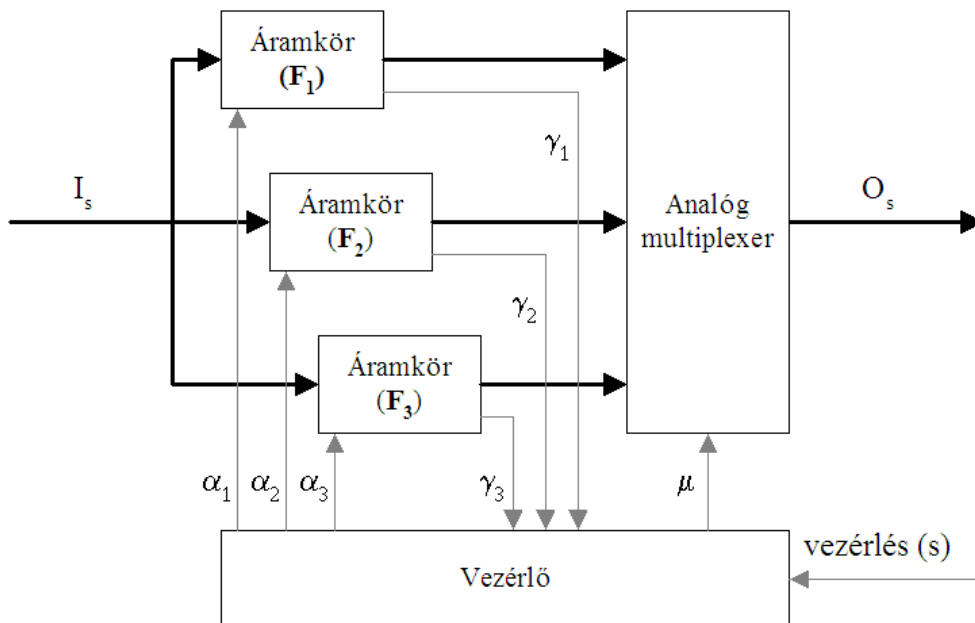 Áramkör
(F₁)
γ₁
Iₛ
Áramkör
(F₂)
Analóg
multiplexer
Oₛ
γ₂
Áramkör
(F₃)
α₁
α₂
α₃
γ₃
μ
vezérlés (s)
Vezérlő